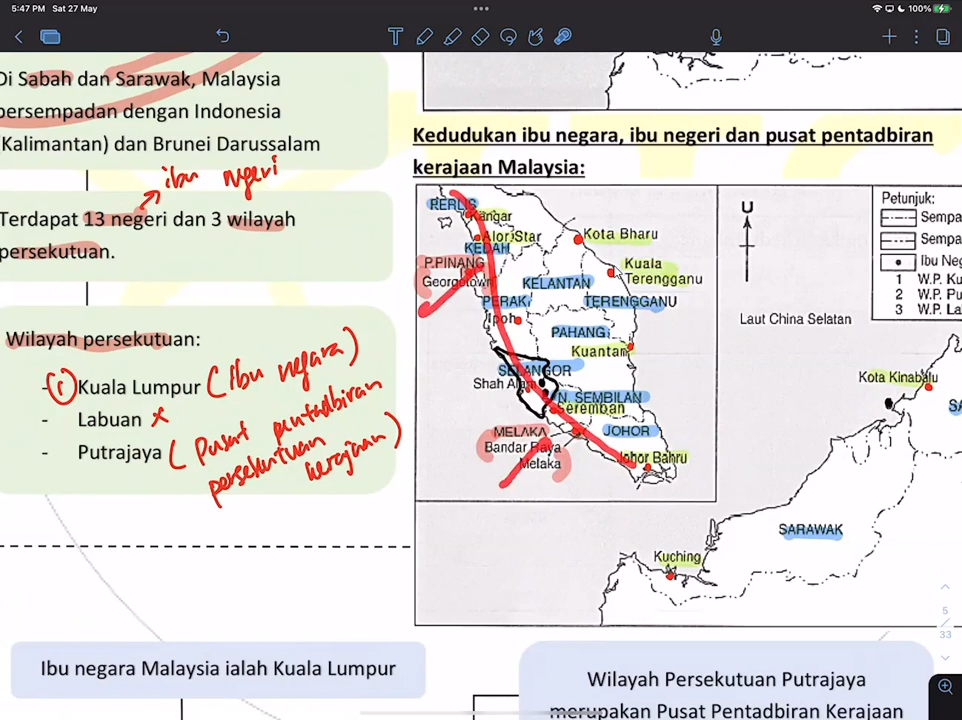 5:47 PM Sat 27 May
100%
Di Sabah dan Sarawak, Malaysia
persempadan dengan Indonesia
(Kalimantan) dan Brunei Darussalam
ibu negeri
Terdapat 13 negeri dan 3 wilayah
persekutuan.
Wilayah persekutuan:
- (1) Kuala Lumpur (ibu negara)
- Labuan x
- Putrajaya (Pusat pentadbiran
persekutuan
kerajaan)
Ibu negara Malaysia ialah Kuala Lumpur
Kedudukan ibu negara, ibu negeri dan pusat pentadbiran
kerajaan Malaysia:
PERLIS
Kangar
Alor Star
KEDAH
P.PINANG
Georgetown
Kota Bharu
Kuala
Terengganu
KELANTAN
PERAK
TERENGGANU
Ipoh
PAHANG
Kuantan
SELANGOR
Shah Alam
N. SEMBILAN
Seremban
MELAKA
Bandar Raya
Melaka
JOHOR
Johor Bahru
U
Petunjuk:
Sempa
Sempa
Ibu Neg
1 W.P. Ku
2 W.P. Pu
3 W.P. La
Laut China Selatan
Kota Kinabalu
SA
SARAWAK
Kuching
5
33
Wilayah Persekutuan Putrajaya
merupakan Pusat Pentadbiran Kerajaan